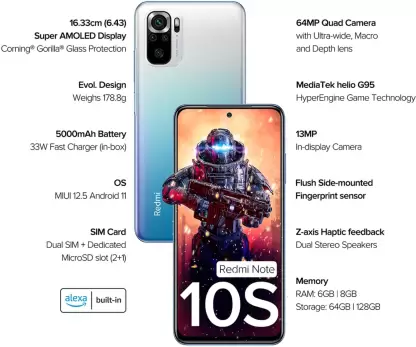 16.33cm (6.43)
Super AMOLED Display
Corning® Gorilla® Glass Protection
Evol. Design
Weighs 178.8g
5000mAh Battery
33W Fast Charger (in-box)
OS
MIUI 12.5 Android 11
SIM Card
Dual SIM + Dedicated
MicroSD slot (2+1)
alexa built-in
Redmi
Redmi Note
10S
64MP Quad Camera
with Ultra-wide, Macro
and Depth lens
MediaTek helio G95
HyperEngine Game Technology
13MP
In-display Camera
Flush Side-mounted
Fingerprint sensor
Z-axis Haptic feedback
Dual Stereo Speakers
Memory
RAM: 6GB | 8GB
Storage: 64GB | 128GB